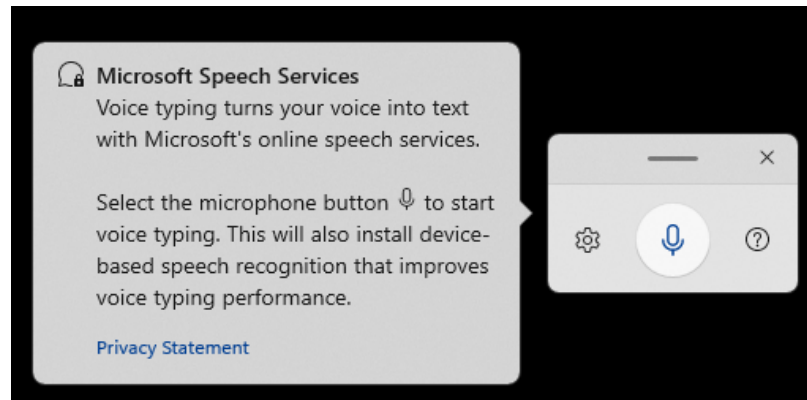 Microsoft Speech Services
Voice typing turns your voice into text
with Microsoft's online speech services.
Select the microphone button to start
voice typing. This will also install device-
based speech recognition that improves
voice typing performance.
Privacy Statement